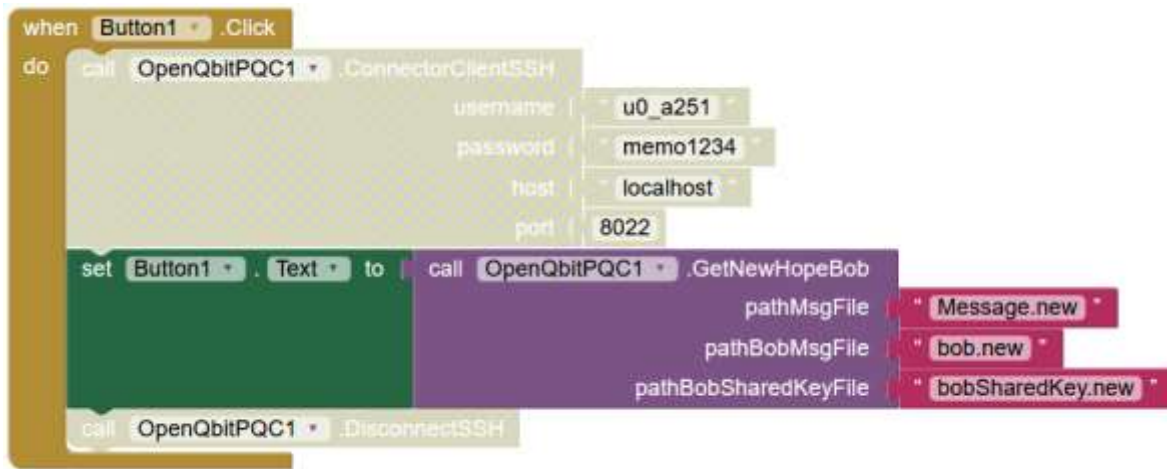 when Button1 .Click
do call OpenQbitPQC1 .ConnectorClientSSH
username " u0_a251 "
password " memo1234 "
host " localhost "
port 8022
set Button1 . Text to call OpenQbitPQC1 .GetNewHopeBob
pathMsgFile " Message.new "
pathBobMsgFile " bob.new "
pathBobSharedKeyFile " bobSharedKey.new "
call OpenQbitPQC1 .DisconnectSSH